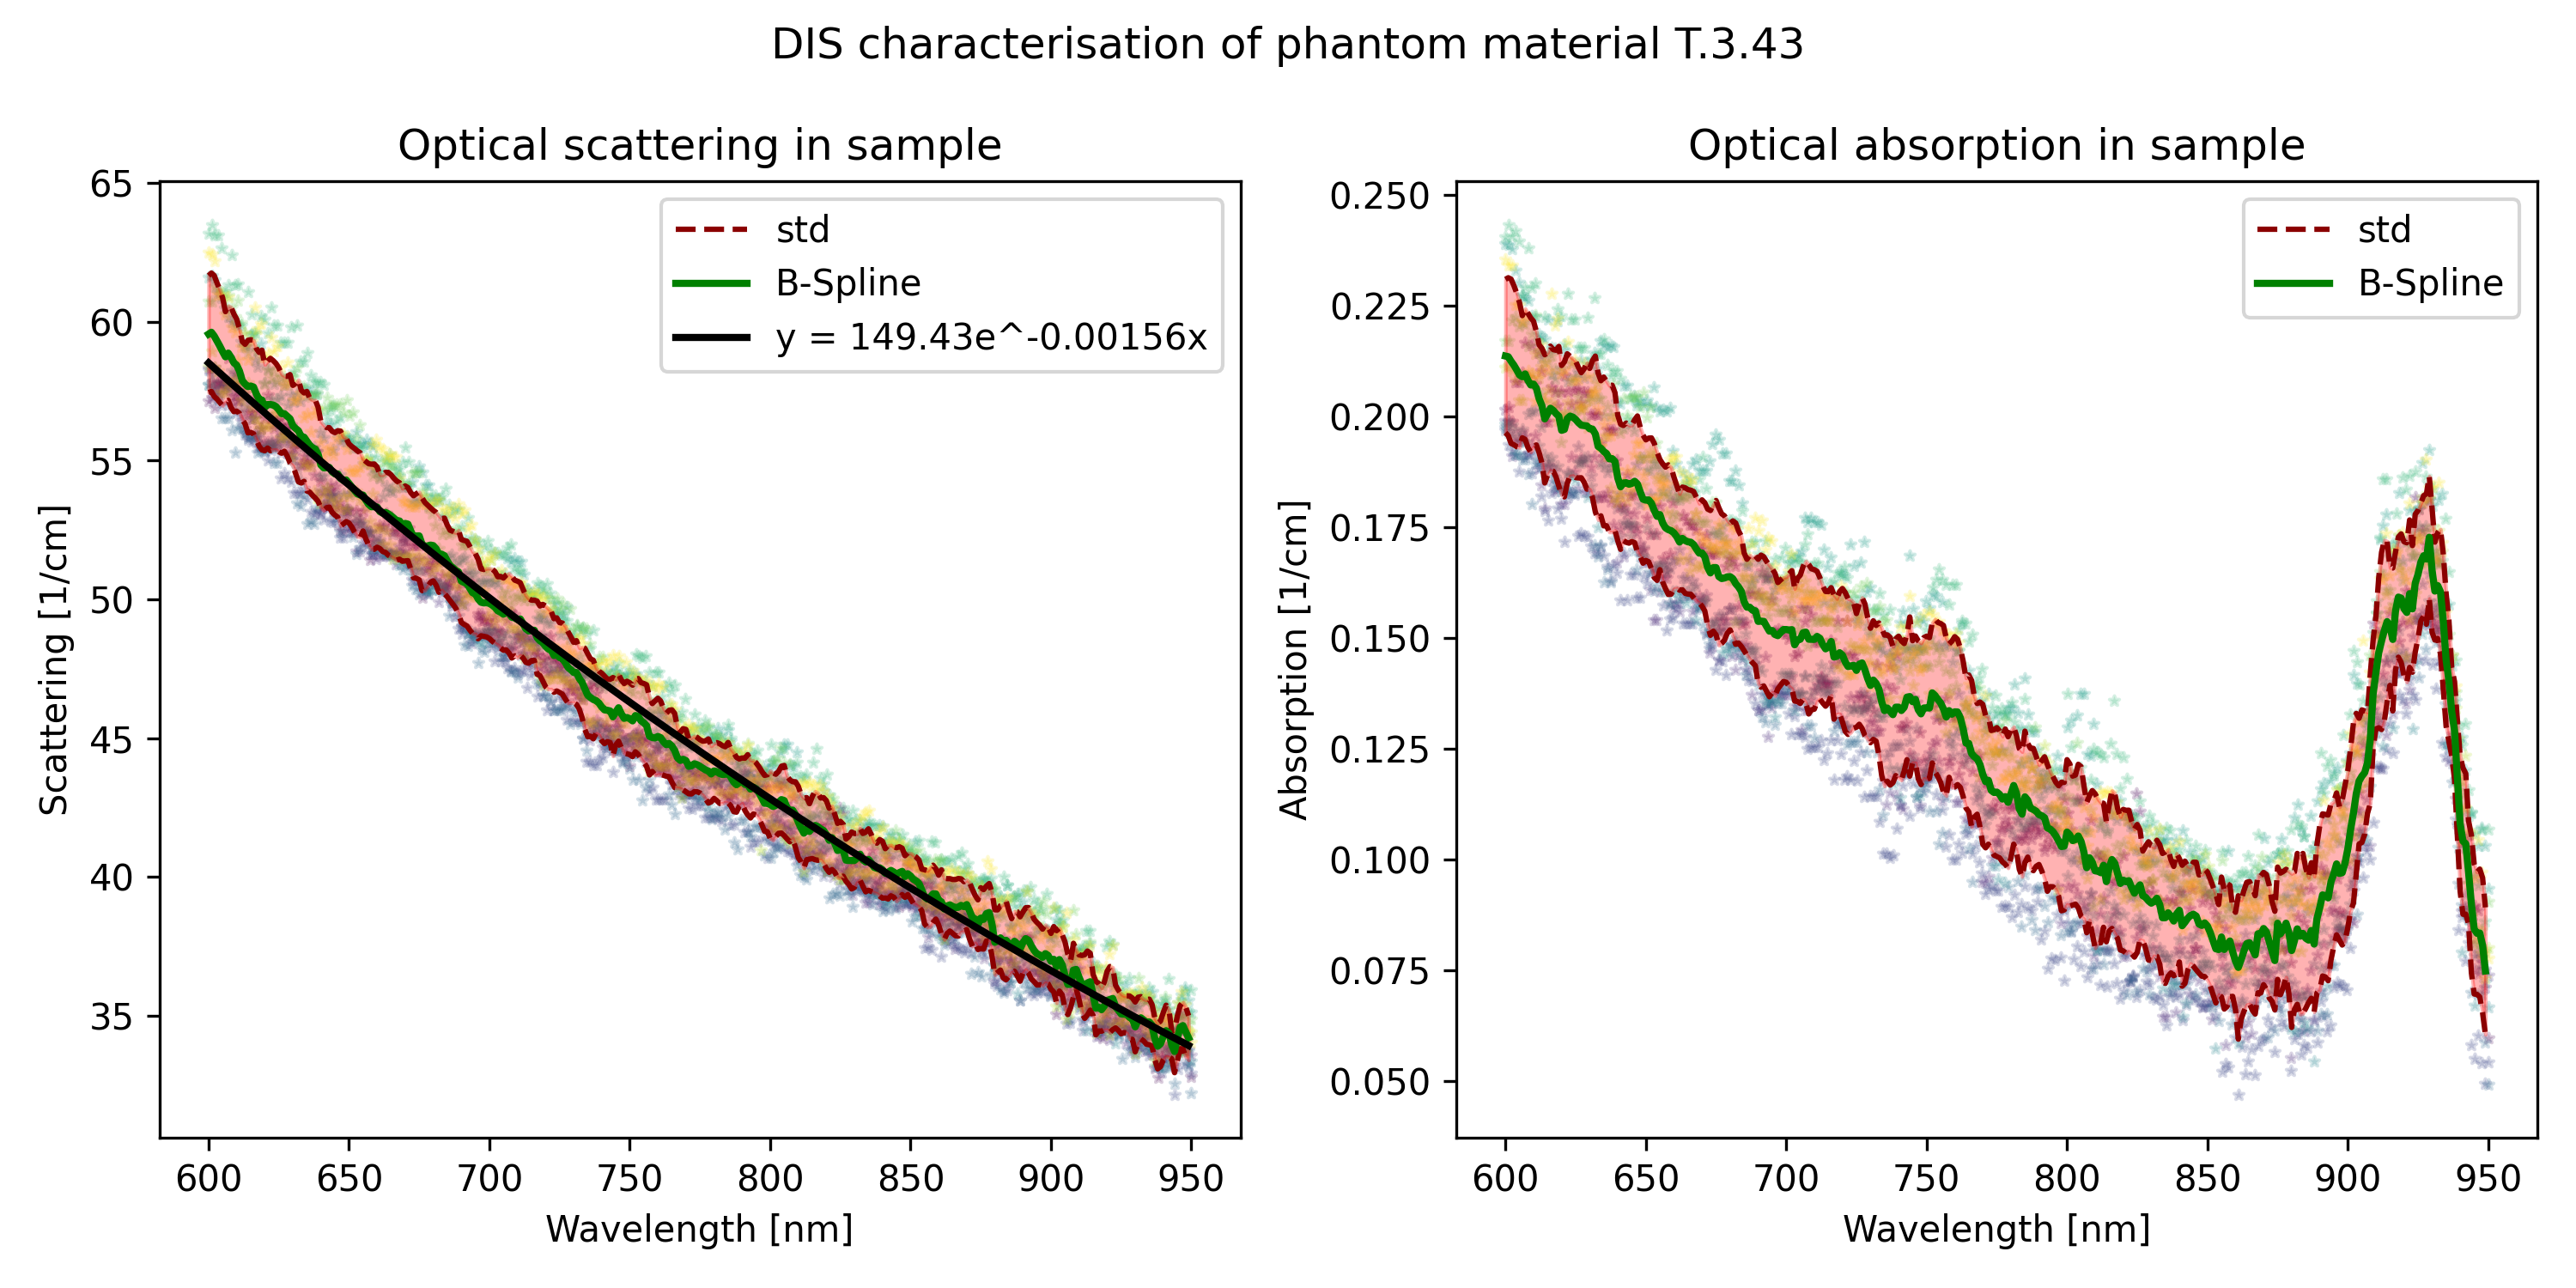 DIS characterisation of phantom material T.3.43
Optical scattering in sample
65
60
55
50
45
40
35
Scattering [1/cm]
std
B-Spline
y = 149.43e^-0.00156x
600 650 700 750 800 850 900 950
Wavelength [nm]
Optical absorption in sample
0.250
0.225
0.200
0.175
0.150
0.125
0.100
0.075
0.050
Absorption [1/cm]
std
B-Spline
600 650 700 750 800 850 900 950
Wavelength [nm]